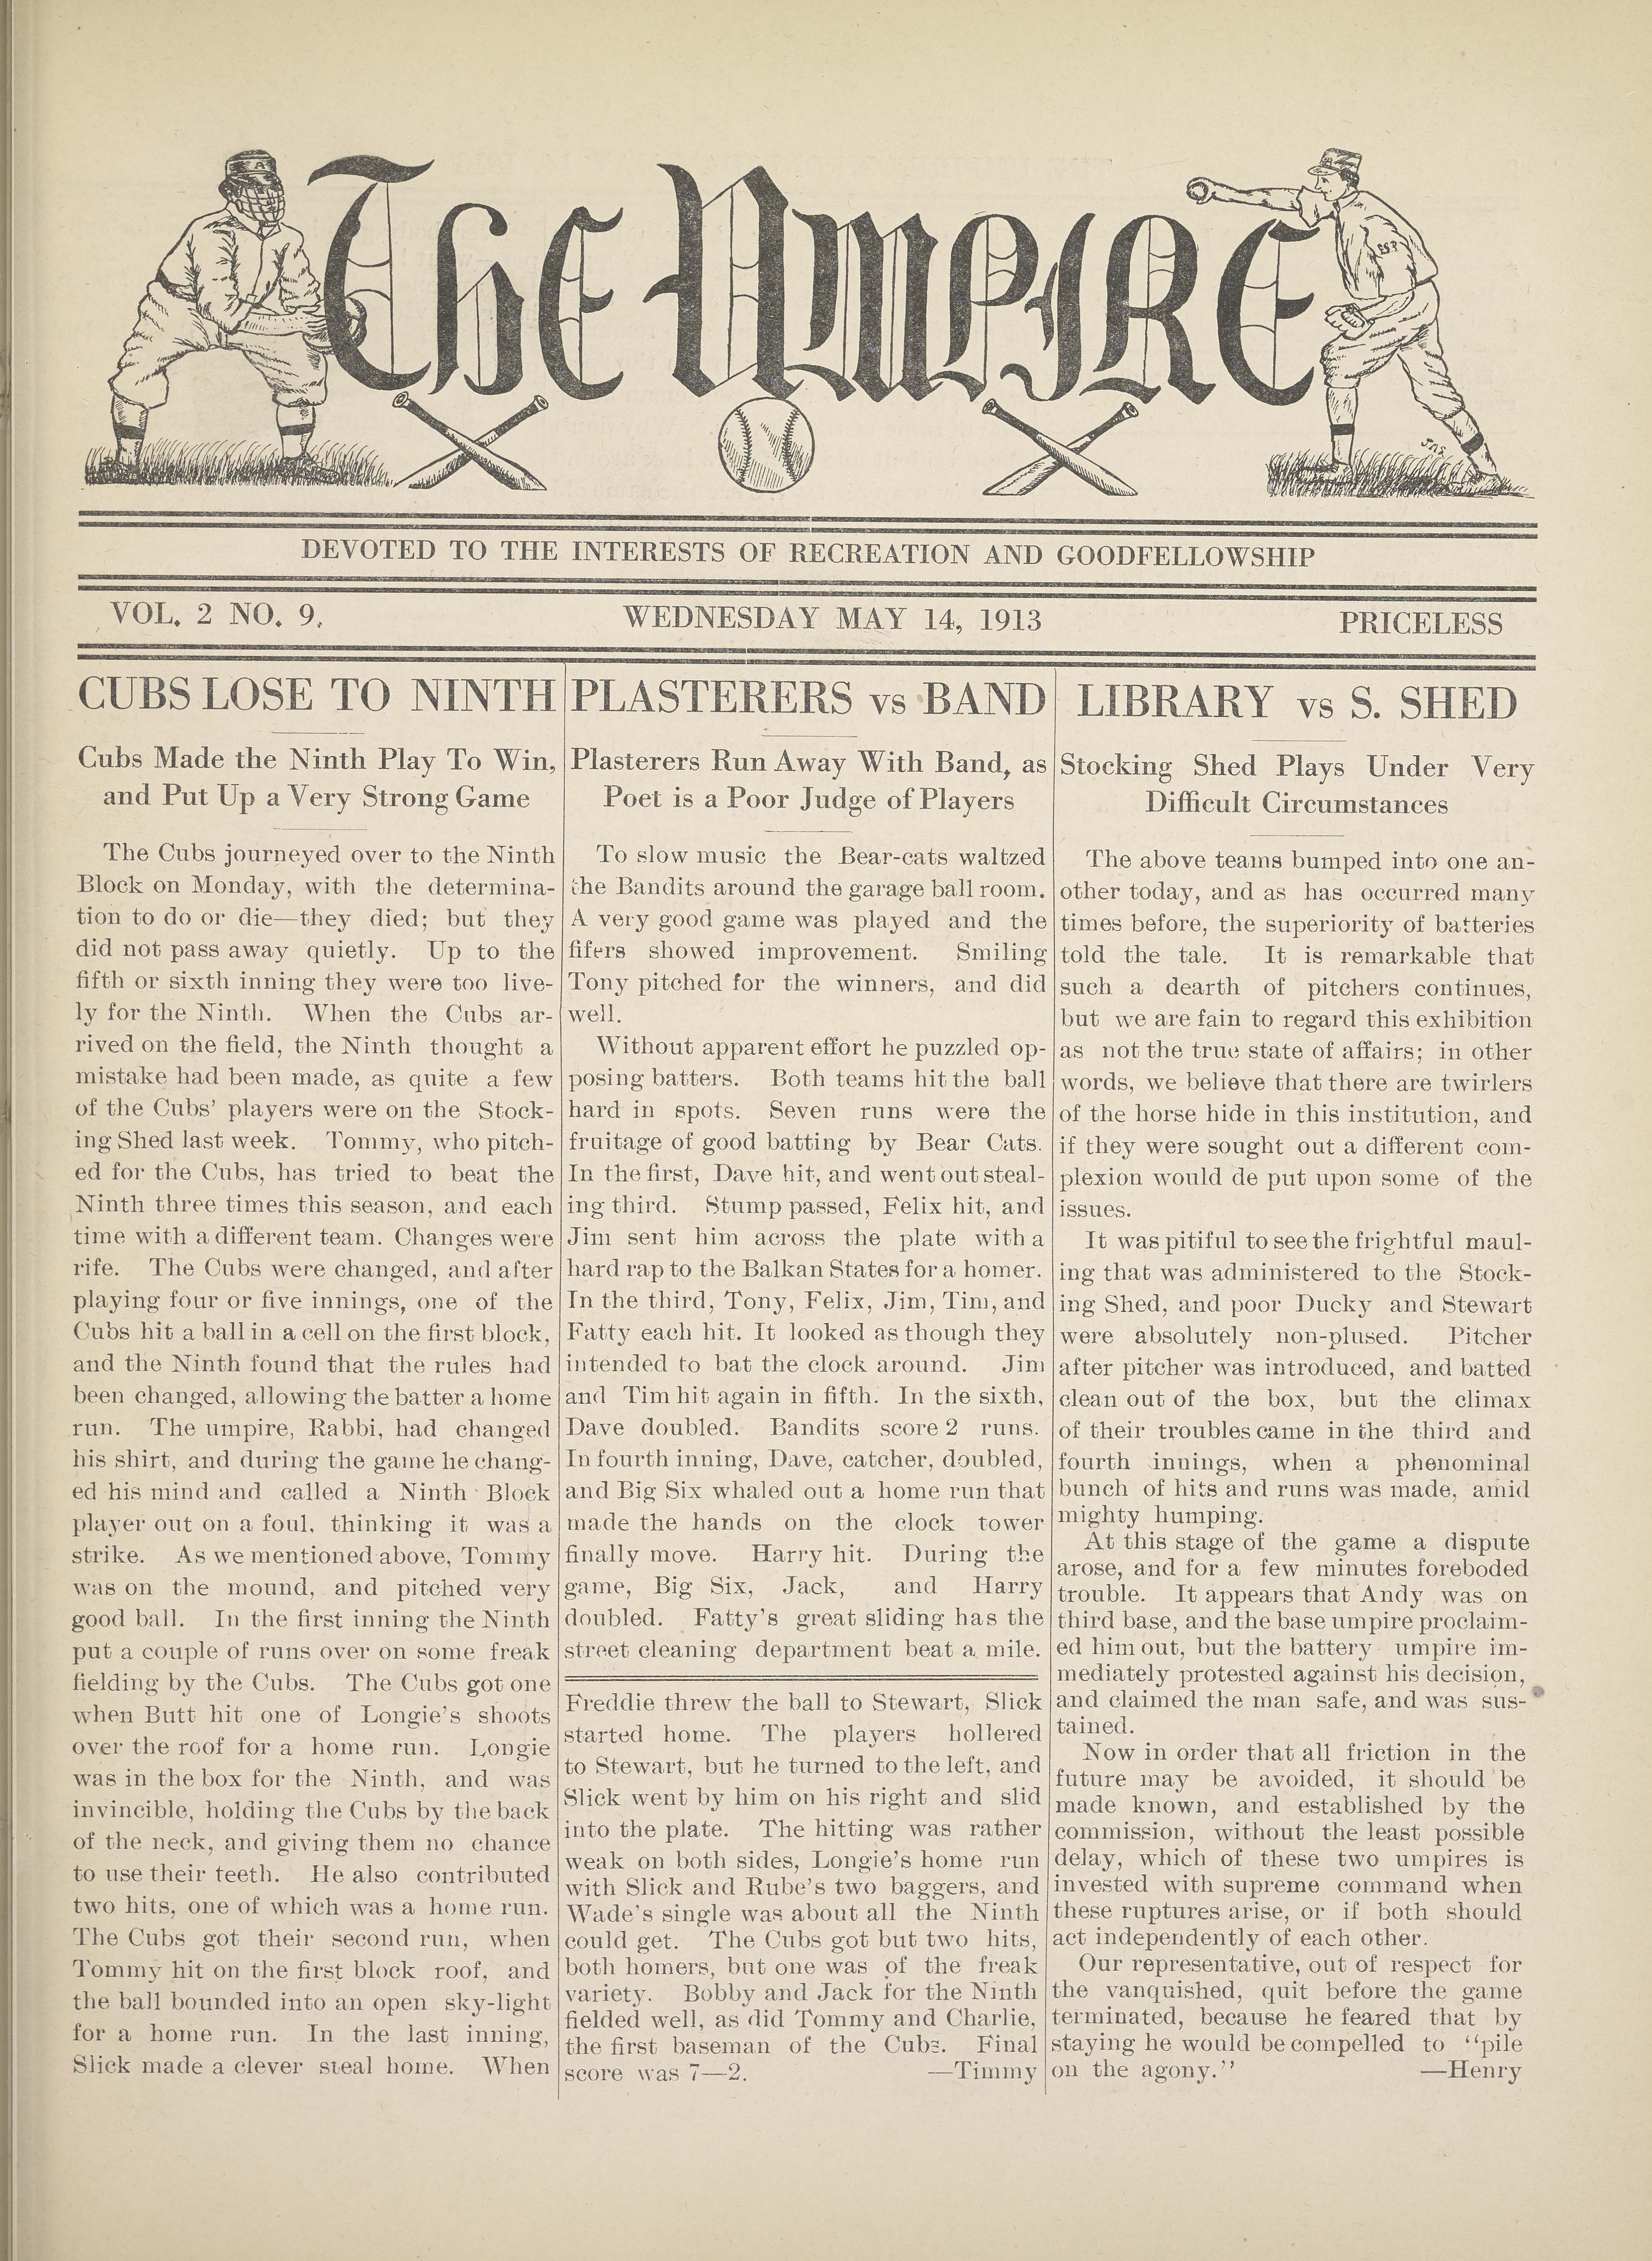 The Umpire
DEVOTED TO THE INTERESTS OF RECREATION AND GOODFELLOWSHIP
VOL. 2 NO. 9. WEDNESDAY MAY 14, 1913 PRICELESS
CUBS LOSE TO NINTH
Cubs Made the Ninth Play To Win,
and Put Up a Very Strong Game
The Cubs journeyed over to the Ninth
Block on Monday, with the determina-
tion to do or die—they died; but they
did not pass away quietly. Up to the
fifth or sixth inning they were too live-
ly for the Ninth. When the Cubs ar-
rived on the field, the Ninth thought a
mistake had been made, as quite a few
of the Cubs' players were on the Stock-
ing Shed last week. Tommy, who pitch-
ed for the Cubs, has tried to beat the
Ninth three times this season, and each
time with a different team. Changes were
rife. The Cubs were changed, and after
playing four or five innings, one of the
Cubs hit a ball in a cell on the first block,
and the Ninth found that the rules had
been changed, allowing the batter a home
run. The umpire, Rabbi, had changed
his shirt, and during the game he chang-
ed his mind and called a Ninth Block
player out on a foul, thinking it was a
strike. As we mentioned above, Tommy
was on the mound, and pitched very
good ball. In the first inning the Ninth
put a couple of runs over on some freak
fielding by the Cubs. The Cubs got one
when Butt hit one of Longie's shoots
over the roof for a home run. Longie
was in the box for the Ninth, and was
invincible, holding the Cubs by the back
of the neck, and giving them no chance
to use their teeth. He also contributed
two hits, one of which was a home run.
The Cubs got their second run, when
Tommy hit on the first block roof, and
the ball bounded into an open sky-light
for a home run. In the last inning,
Slick made a clever steal home. When
PLASTERERS vs BAND
Plasterers Run Away With Band, as
Poet is a Poor Judge of Players
To slow music the Bear-cats waltzed
the Bandits around the garage ball room.
A very good game was played and the
fifers showed improvement. Smiling
Tony pitched for the winners, and did
well.
Without apparent effort he puzzled op-
posing batters. Both teams hit the ball
hard in spots. Seven runs were the
fruitage of good batting by Bear Cats.
In the first, Dave hit, and went out steal-
ing third. Stump passed, Felix hit, and
Jim sent him across the plate with a
hard rap to the Balkan States for a homer.
In the third, Tony, Felix, Jim, Tim, and
Fatty each hit. It looked as though they
intended to bat the clock around. Jim
and Tim hit again in fifth. In the sixth,
Dave doubled. Bandits score 2 runs.
In fourth inning, Dave, catcher, doubled,
and Big Six whaled out a home run that
made the hands on the clock tower
finally move. Harry hit. During the
game, Big Six, Jack, and Harry
doubled. Fatty's great sliding has the
street cleaning department beat a mile.
Freddie threw the ball to Stewart, Slick
started home. The players hollered
to Stewart, but he turned to the left, and
Slick went by him on his right and slid
into the plate. The hitting was rather
weak on both sides, Longie's home run
with Slick and Rube's two baggers, and
Wade's single was about all the Ninth
could get. The Cubs got but two hits,
both homers, but one was of the freak
variety. Bobby and Jack for the Ninth
fielded well, as did Tommy and Charlie,
the first baseman of the Cubs. Final
score was 7—2. —Timmy
LIBRARY vs S. SHED
Stocking Shed Plays Under Very
Difficult Circumstances
The above teams bumped into one an-
other today, and as has occurred many
times before, the superiority of batteries
told the tale. It is remarkable that
such a dearth of pitchers continues,
but we are fain to regard this exhibition
as not the true state of affairs; in other
words, we believe that there are twirlers
of the horse hide in this institution, and
if they were sought out a different com-
plexion would de put upon some of the
issues.
It was pitiful to see the frightful maul-
ing that was administered to the Stock-
ing Shed, and poor Ducky and Stewart
were absolutely non-plused. Pitcher
after pitcher was introduced, and batted
clean out of the box, but the climax
of their troubles came in the third and
fourth innings, when a phenominal
bunch of hits and runs was made, amid
mighty humping.
At this stage of the game a dispute
arose, and for a few minutes foreboded
trouble. It appears that Andy was on
third base, and the base umpire proclaim-
ed him out, but the battery umpire im-
mediately protested against his decision,
and claimed the man safe, and was sus-
tained.
Now in order that all friction in the
future may be avoided, it should be
made known, and established by the
commission, without the least possible
delay, which of these two umpires is
invested with supreme command when
these ruptures arise, or if both should
act independently of each other.
Our representative, out of respect for
the vanquished, quit before the game
terminated, because he feared that by
staying he would be compelled to "pile
on the agony." —Henry